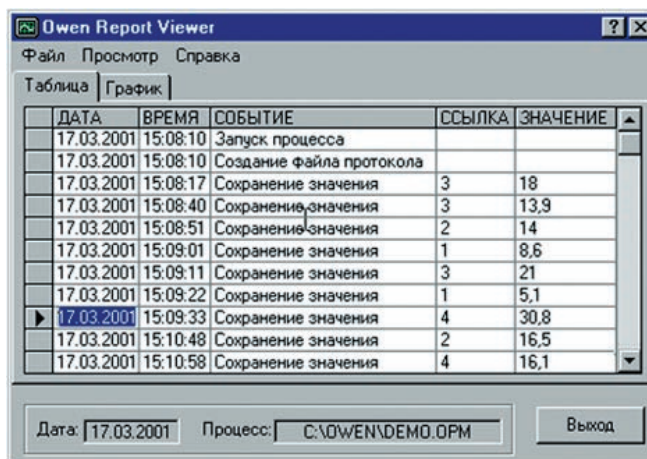 Owen Report Viewer
Файл Просмотр Справка
Таблица График
ДАТА ВРЕМЯ СОБЫТИЕ ССЫЛКА ЗНАЧЕНИЕ
17.03.2001 15:08:10 Запуск процесса
17.03.2001 15:08:10 Создание файла протокола
17.03.2001 15:08:17 Сохранение значения 3 18
17.03.2001 15:08:40 Сохранение значения 3 13,9
17.03.2001 15:08:51 Сохранение значения 2 14
17.03.2001 15:09:01 Сохранение значения 1 8,6
17.03.2001 15:09:11 Сохранение значения 3 21
17.03.2001 15:09:22 Сохранение значения 1 5,1
17.03.2001 15:09:33 Сохранение значения 4 30,8
17.03.2001 15:10:48 Сохранение значения 2 16,5
17.03.2001 15:10:58 Сохранение значения 4 16,1
Дата: 17.03.2001 Процесс: C:\OWEN\DEMO.OPM Выход